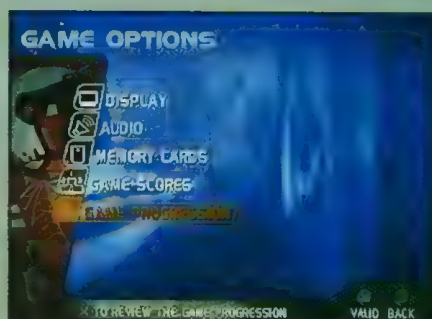 GAME OPTIONS
DISPLAY
AUDIO
MEMORY CARDS
GAME SCORES
GAME PROGRESSION
X TO REVIEW THE GAME PROGRESSION
VALID BACK